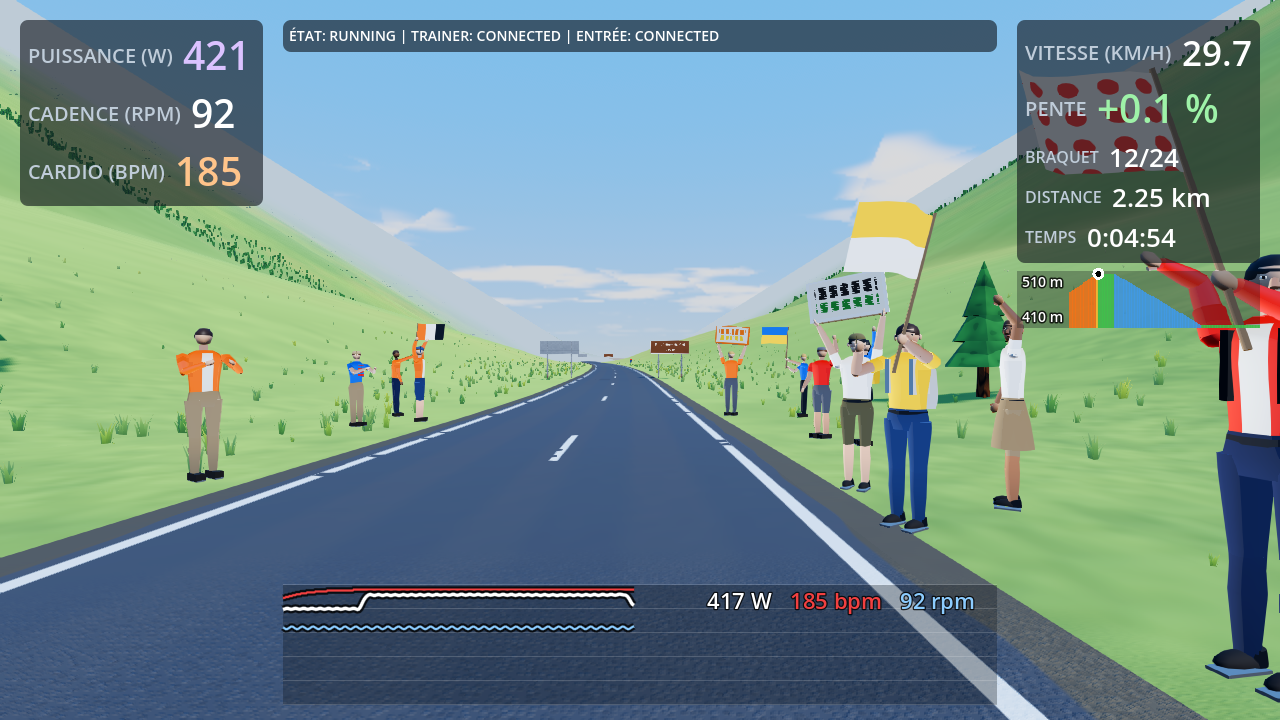 PUISSANCE (W) 421
CADENCE (RPM) 92
CARDIO (BPM) 185
ÉTAT: RUNNING | TRAINER: CONNECTED | ENTRÉE: CONNECTED
VITESSE (KM/H) 29.7
PENTE +0.1 %
BRAQUET 12/24
DISTANCE 2.25 km
TEMPS 0:04:54
510 m
410 m
417 W 185 bpm 92 rpm